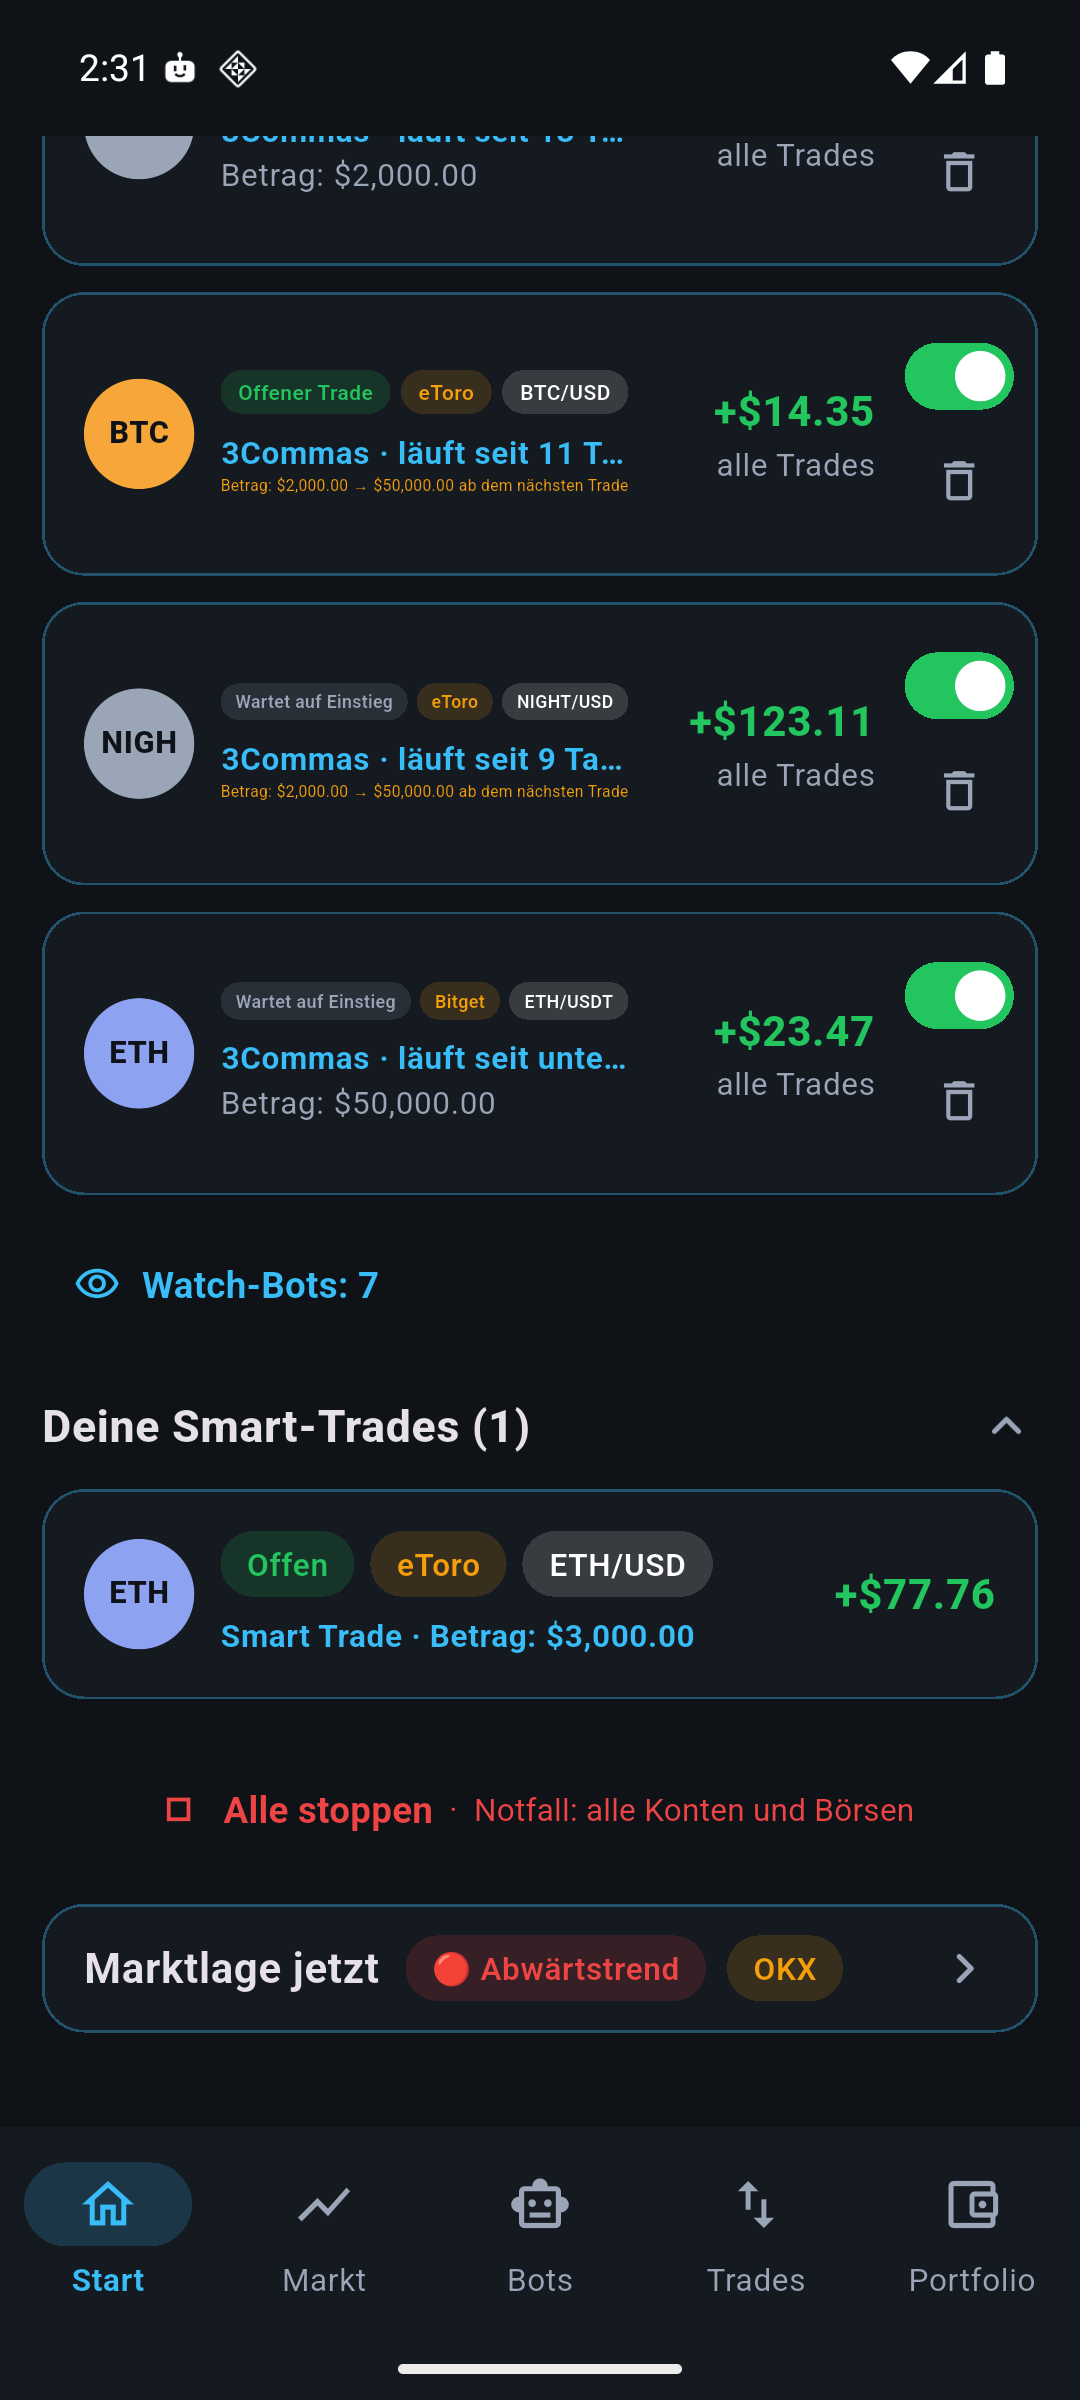 2:31
Betrag: $2,000.00
alle Trades
BTC
Offener Trade
eToro
BTC/USD
3Commas · läuft seit 11 T…
Betrag: $2,000.00 → $50,000.00 ab dem nächsten Trade
+$14.35
alle Trades
NIGH
Wartet auf Einstieg
eToro
NIGHT/USD
3Commas · läuft seit 9 Ta…
Betrag: $2,000.00 → $50,000.00 ab dem nächsten Trade
+$123.11
alle Trades
ETH
Wartet auf Einstieg
Bitget
ETH/USDT
3Commas · läuft seit unte…
Betrag: $50,000.00
+$23.47
alle Trades
Watch-Bots: 7
Deine Smart-Trades (1)
ETH
Offen
eToro
ETH/USD
Smart Trade · Betrag: $3,000.00
+$77.76
Alle stoppen · Notfall: alle Konten und Börsen
Marktlage jetzt
Abwärtstrend
OKX
Start
Markt
Bots
Trades
Portfolio